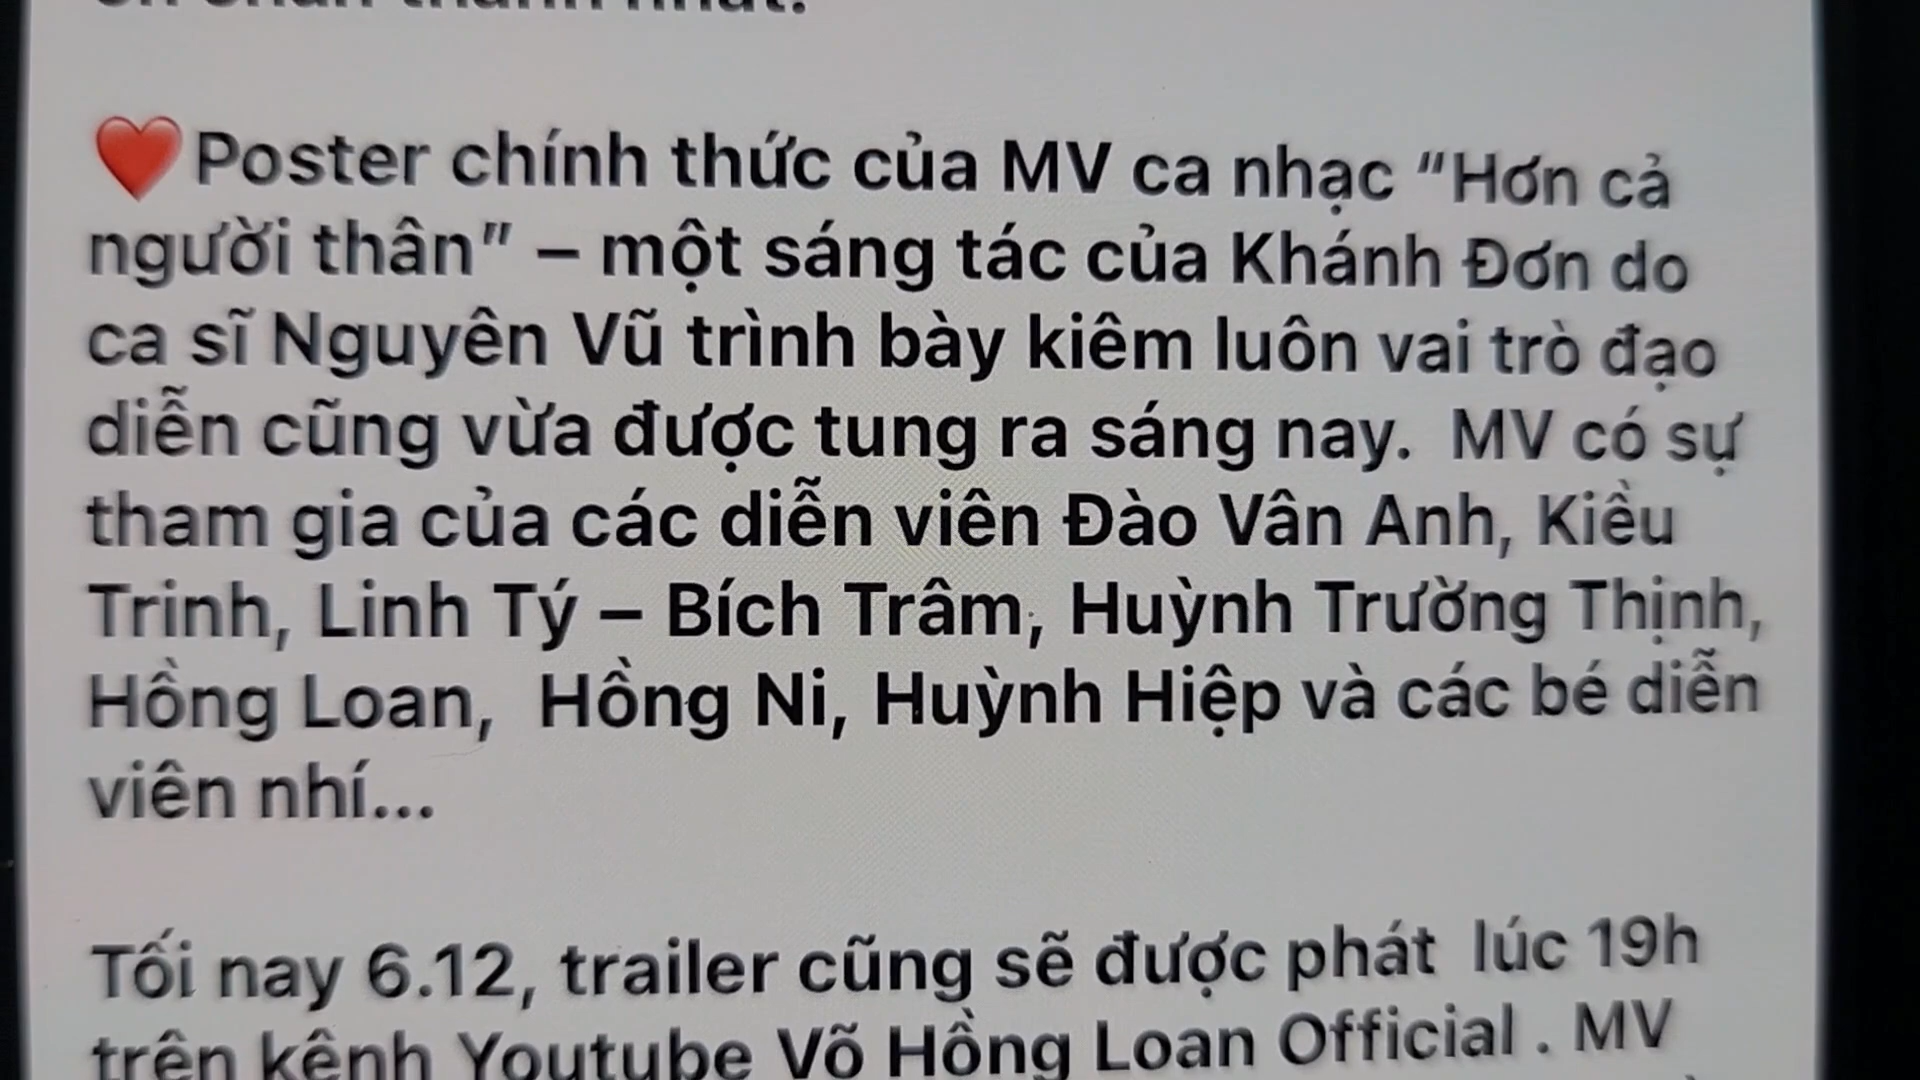 chân thành nhất.
❤️Poster chính thức của MV ca nhạc “Hơn cả
người thân” – một sáng tác của Khánh Đơn do
ca sĩ Nguyên Vũ trình bày kiêm luôn vai trò đạo
diễn cũng vừa được tung ra sáng nay.  MV có sự
tham gia của các diễn viên Đào Vân Anh, Kiều
Trinh, Linh Tý – Bích Trâm, Huỳnh Trường Thịnh,
Hồng Loan,  Hồng Ni, Huỳnh Hiệp và các bé diễn
viên nhí...
Tối nay 6.12, trailer cũng sẽ được phát  lúc 19h
trên kênh Youtube Võ Hồng Loan Official . MV